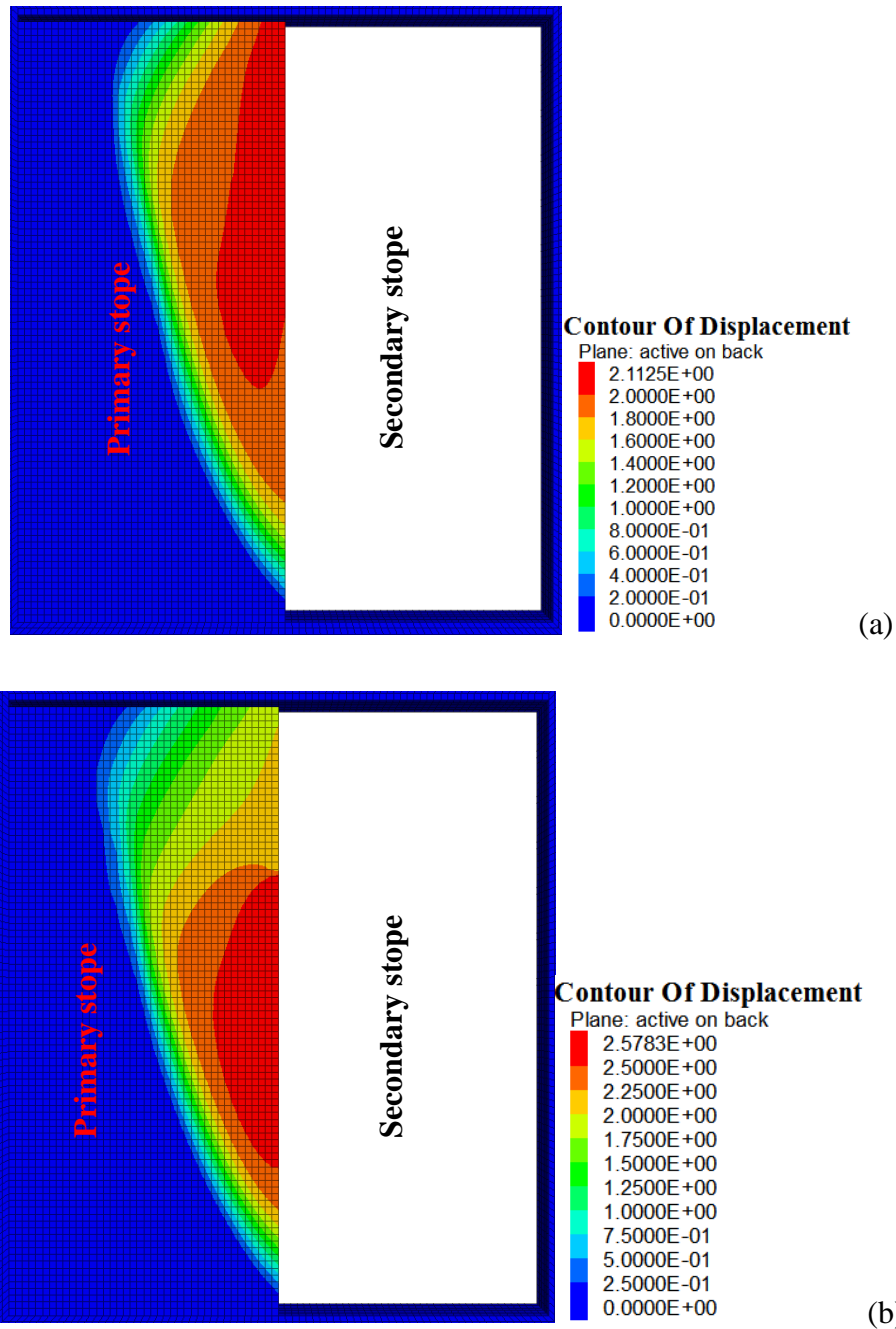 Primary stope
Secondary stope
Contour Of Displacement
Plane: active on back
2.1125E+00
2.0000E+00
1.8000E+00
1.6000E+00
1.4000E+00
1.2000E+00
1.0000E+00
8.0000E-01
6.0000E-01
4.0000E-01
2.0000E-01
0.0000E+00
(a)
Primary stope
Secondary stope
Contour Of Displacement
Plane: active on back
2.5783E+00
2.5000E+00
2.2500E+00
2.0000E+00
1.7500E+00
1.5000E+00
1.2500E+00
1.0000E+00
7.5000E-01
5.0000E-01
2.5000E-01
0.0000E+00
(b)